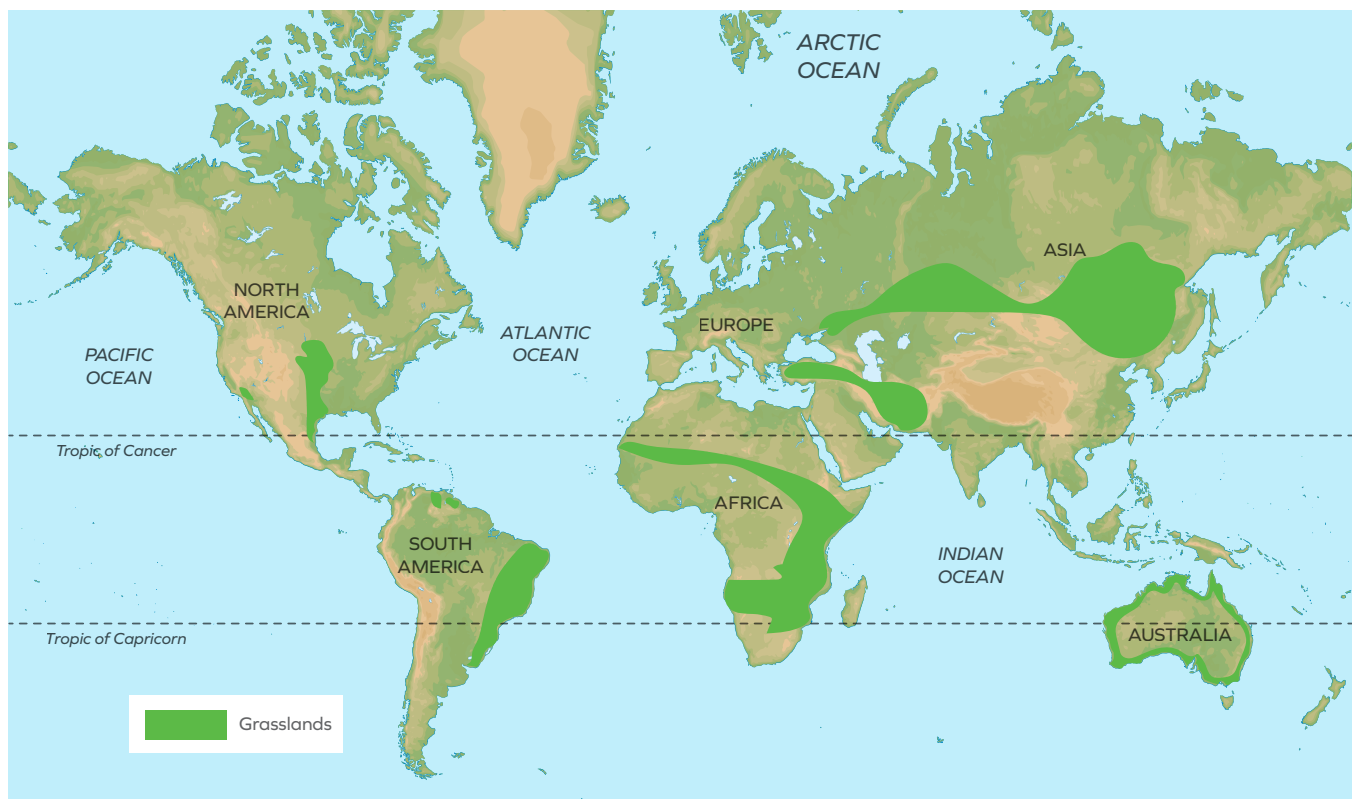 ARCTIC
OCEAN
ASIA
NORTH
AMERICA
EUROPE
ATLANTIC
OCEAN
PACIFIC
OCEAN
Tropic of Cancer
AFRICA
SOUTH
AMERICA
INDIAN
OCEAN
Tropic of Capricorn
AUSTRALIA
Grasslands